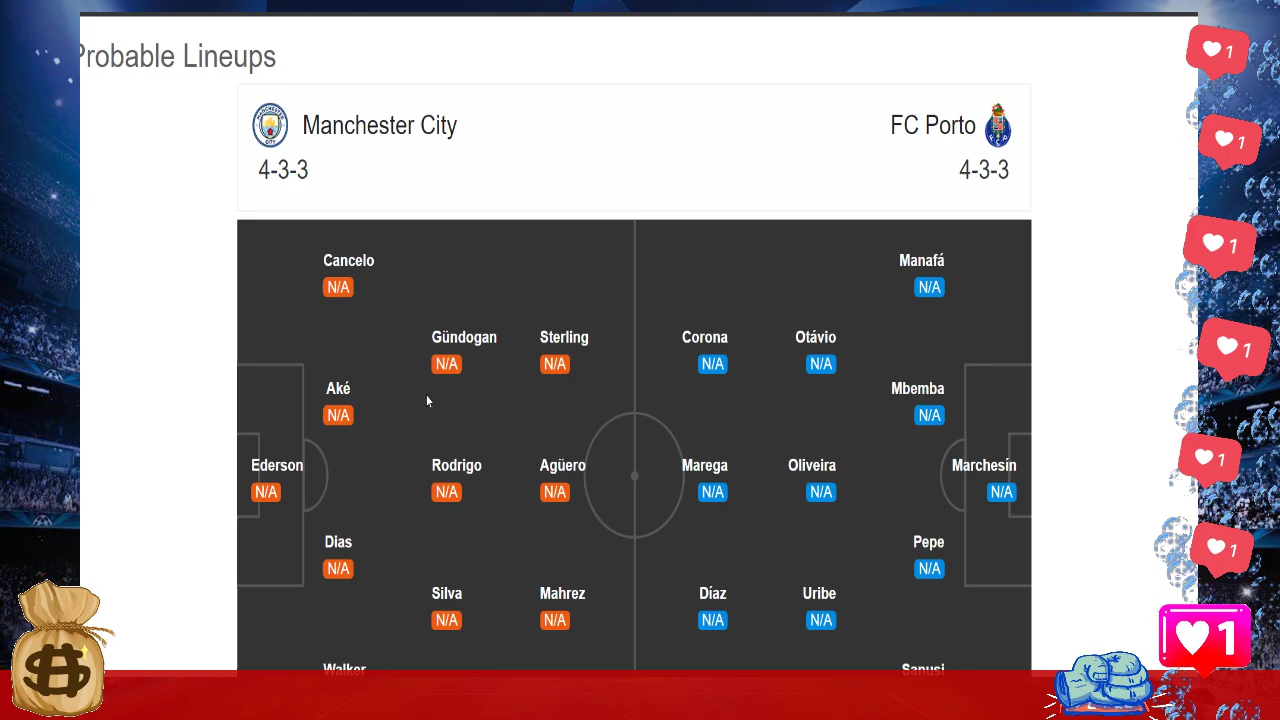 Probable Lineups
Manchester City
FC Porto
4-3-3
4-3-3
Cancelo
N/A
Manafá
N/A
Gündogan
N/A
Sterling
N/A
Corona
N/A
Otávio
N/A
Aké
N/A
Mbemba
N/A
Ederson
N/A
Rodrigo
N/A
Agüero
N/A
Marega
N/A
Oliveira
N/A
Marchesín
N/A
Dias
N/A
Pepe
N/A
Silva
N/A
Mahrez
N/A
Díaz
N/A
Uribe
N/A
Walker
Sanusi
1
1
1
1
1
1
1